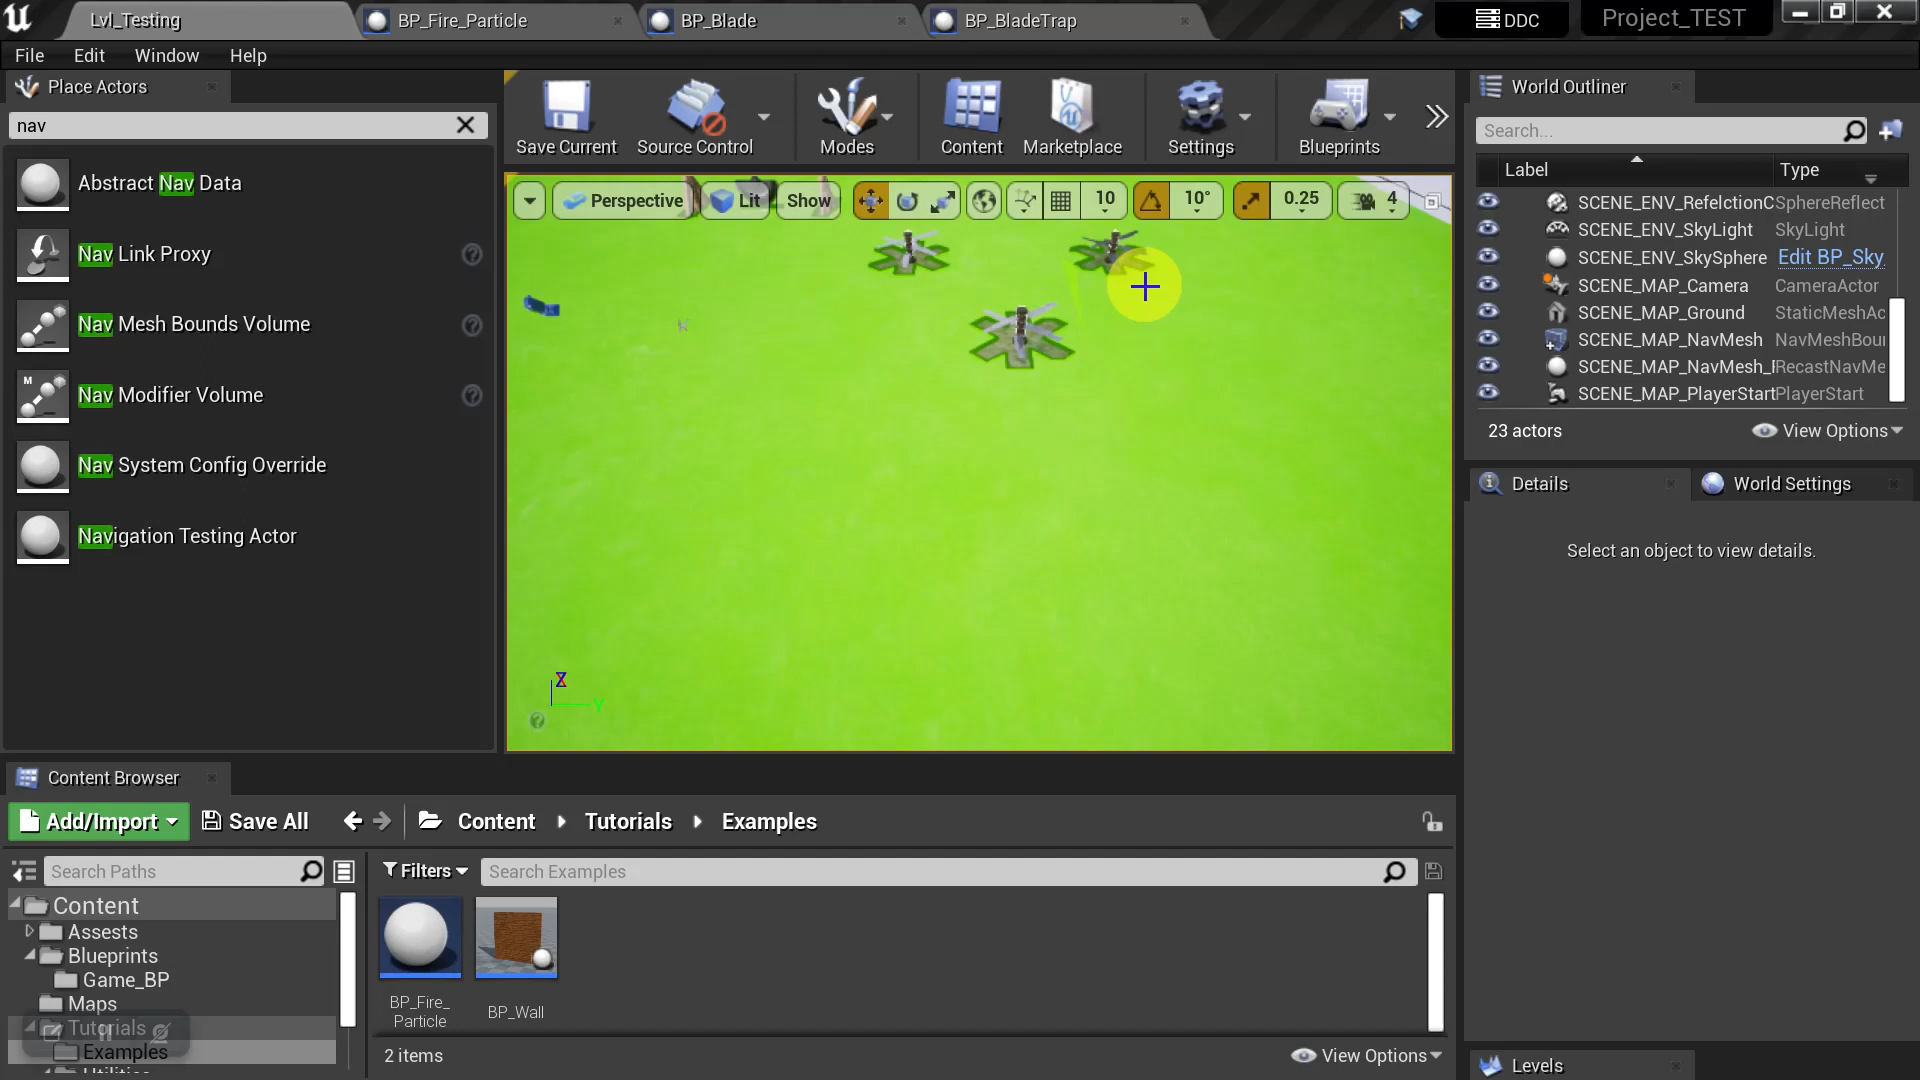 Lvl_Testing
BP_Fire_Particle
BP_Blade
BP_BladeTrap
DDC
Project_TEST
File Edit Window Help
Place Actors
nav
Abstract Nav Data
Nav Link Proxy
Nav Mesh Bounds Volume
Nav Modifier Volume
Nav System Config Override
Navigation Testing Actor
Save Current
Source Control
Modes
Content
Marketplace
Settings
Blueprints
Perspective
Lit
Show
10
10°
0.25
4
Z
Y
World Outliner
Search...
Label
Type
SCENE_ENV_RefelctionC SphereReflect
SCENE_ENV_SkyLight SkyLight
SCENE_ENV_SkySphere Edit BP_Sky
SCENE_MAP_Camera CameraActor
SCENE_MAP_Ground StaticMeshAc
SCENE_MAP_NavMesh NavMeshBou
SCENE_MAP_NavMesh_ RecastNavMe
SCENE_MAP_PlayerStart PlayerStart
23 actors
View Options
Details
World Settings
Select an object to view details.
Levels
Content Browser
Add/Import
Save All
Content
Tutorials
Examples
Search Paths
Filters
Search Examples
Content
Assests
Blueprints
Game_BP
Maps
Tutorials
Examples
BP_Fire_
Particle
BP_Wall
2 items
View Options